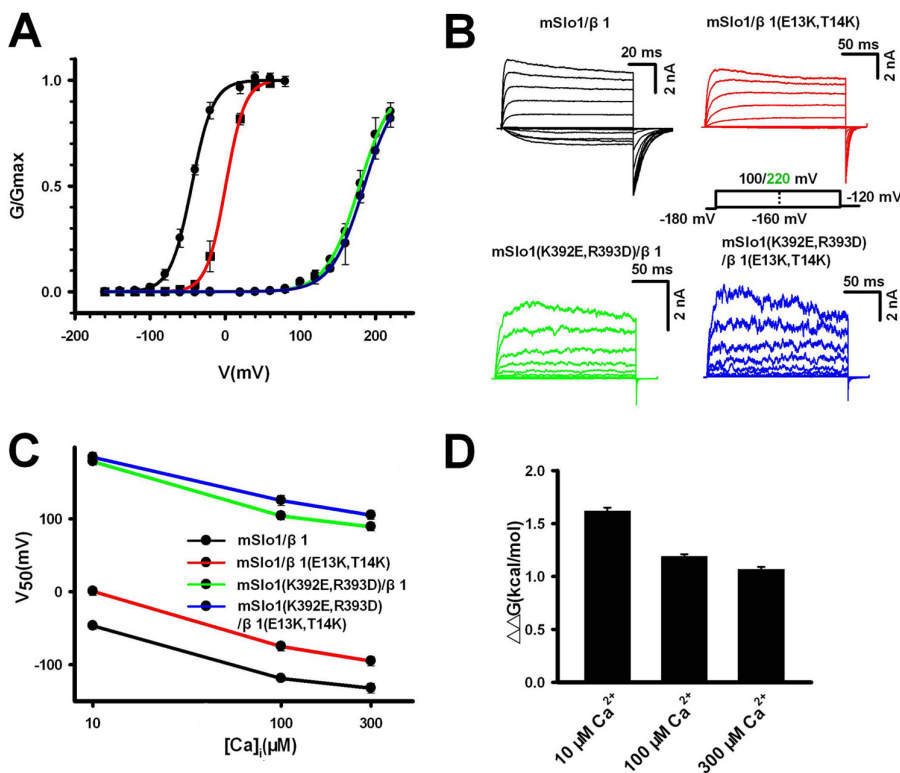 A
G/Gmax
1.0
0.5
0.0
-200
-100
0
100
200
V(mV)
B
mSlo1/β 1
20 ms
2 nA
mSlo1/β 1(E13K,T14K)
50 ms
2 nA
100/220 mV
-180 mV
-160 mV
-120 mV
mSlo1(K392E,R393D)/β 1
50 ms
2 nA
mSlo1(K392E,R393D)
/β 1(E13K,T14K)
50 ms
2 nA
C
V50(mV)
100
0
-100
mSlo1/β 1
mSlo1/β 1(E13K,T14K)
mSlo1(K392E,R393D)/β 1
mSlo1(K392E,R393D)
/β 1(E13K,T14K)
10
100
300
[Ca]i(μM)
D
△△G(kcal/mol)
2.0
1.5
1.0
0.5
0.0
10 μM Ca2+
100 μM Ca2+
300 μM Ca2+